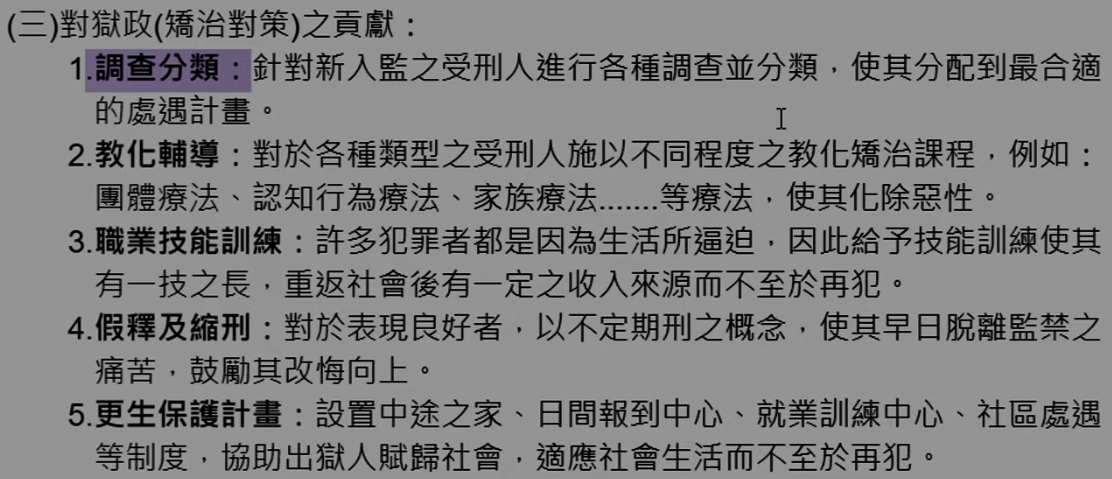 (三)對獄政(矯治對策)之貢獻：
1.調查分類：針對新入監之受刑人進行各種調查並分類，使其分配到最合適
的處遇計畫。
2.教化輔導：對於各種類型之受刑人施以不同程度之教化矯治課程，例如：
團體療法、認知行為療法、家族療法.......等療法，使其化除惡性。
3.職業技能訓練：許多犯罪者都是因為生活所逼迫，因此給予技能訓練使其
有一技之長，重返社會後有一定之收入來源而不至於再犯。
4.假釋及縮刑：對於表現良好者，以不定期刑之概念，使其早日脫離監禁之
痛苦，鼓勵其改悔向上。
5.更生保護計畫：設置中途之家、日間報到中心、就業訓練中心、社區處遇
等制度，協助出獄人賦歸社會，適應社會生活而不至於再犯。